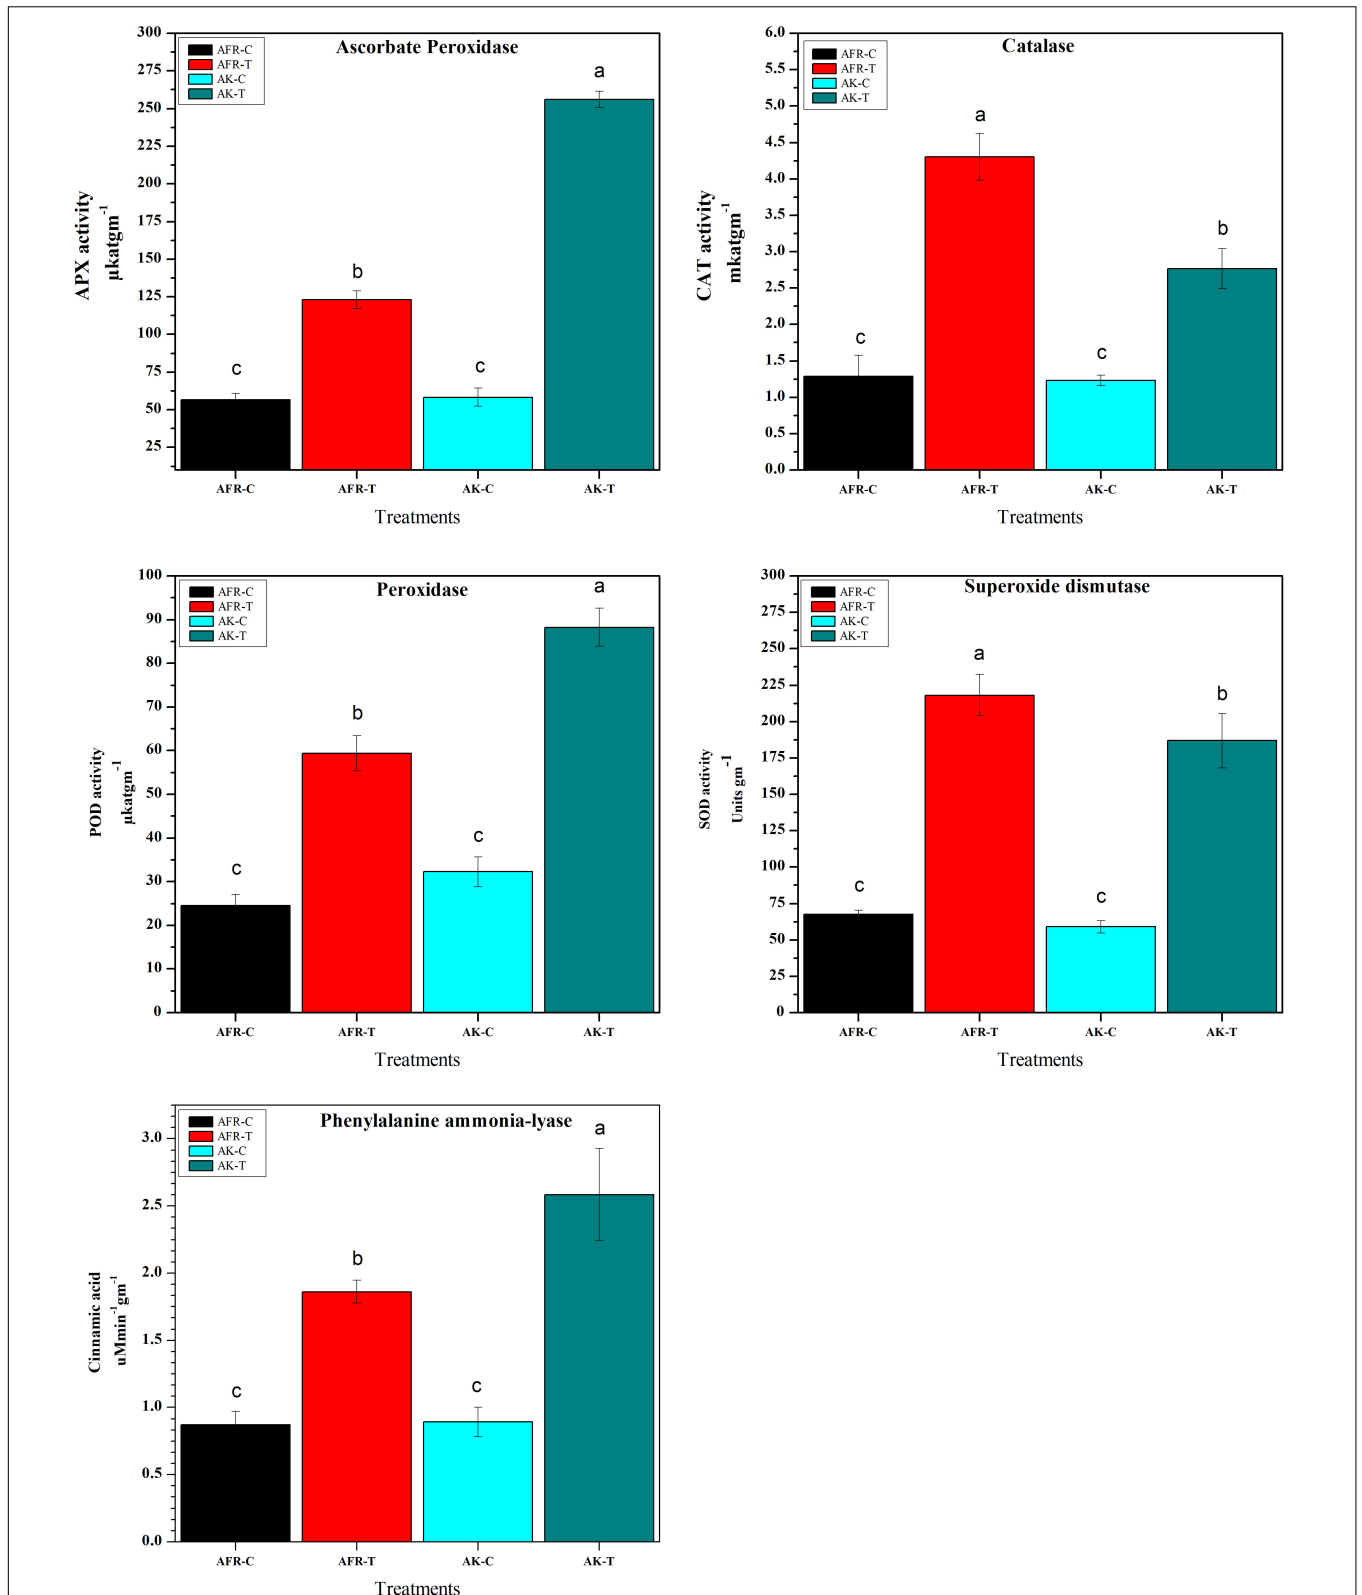 Ascorbate Peroxidase
AFR-C
AFR-T
AK-C
AK-T
300
275
250
225
200
175
150
125
100
75
50
25
APX activity
µkatgm-1
c
b
c
a
AFR-C AFR-T AK-C AK-T
Treatments
Catalase
AFR-C
AFR-T
AK-C
AK-T
6.0
5.5
5.0
4.5
4.0
3.5
3.0
2.5
2.0
1.5
1.0
0.5
0.0
CAT activity
mkatgm-1
c
a
c
b
AFR-C AFR-T AK-C AK-T
Treatments
Peroxidase
AFR-C
AFR-T
AK-C
AK-T
100
90
80
70
60
50
40
30
20
10
0
POD activity
µkatgm-1
c
b
c
a
AFR-C AFR-T AK-C AK-T
Treatments
Superoxide dismutase
AFR-C
AFR-T
AK-C
AK-T
300
275
250
225
200
175
150
125
100
75
50
25
0
SOD activity
Units gm-1
c
a
c
b
AFR-C AFR-T AK-C AK-T
Treatments
Phenylalanine ammonia-lyase
AFR-C
AFR-T
AK-C
AK-T
3.0
2.5
2.0
1.5
1.0
0.5
0.0
Cinnamic acid
uMmin-1gm-1
c
b
c
a
AFR-C AFR-T AK-C AK-T
Treatments